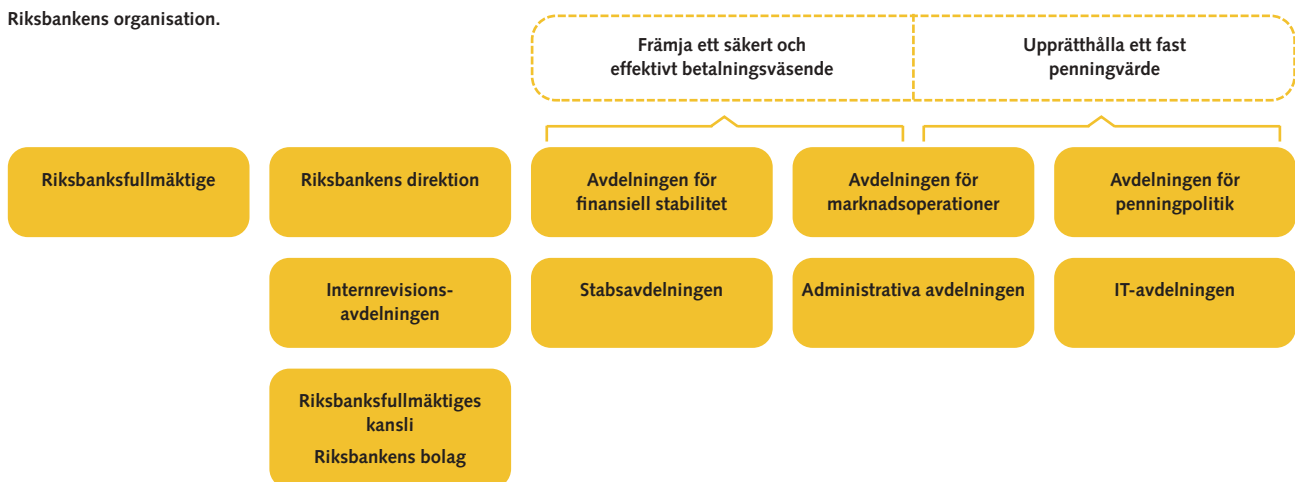 Riksbankens organisation.
Främja ett säkert och
effektivt betalningsväsende
Upprätthålla ett fast
penningvärde
Riksbanksfullmäktige
Riksbankens direktion
Avdelningen för
finansiell stabilitet
Avdelningen för
marknadsoperationer
Avdelningen för
penningpolitik
Internrevisions-
avdelningen
Stabsavdelningen
Administrativa avdelningen
IT-avdelningen
Riksbanksfullmäktiges
kansli
Riksbankens bolag